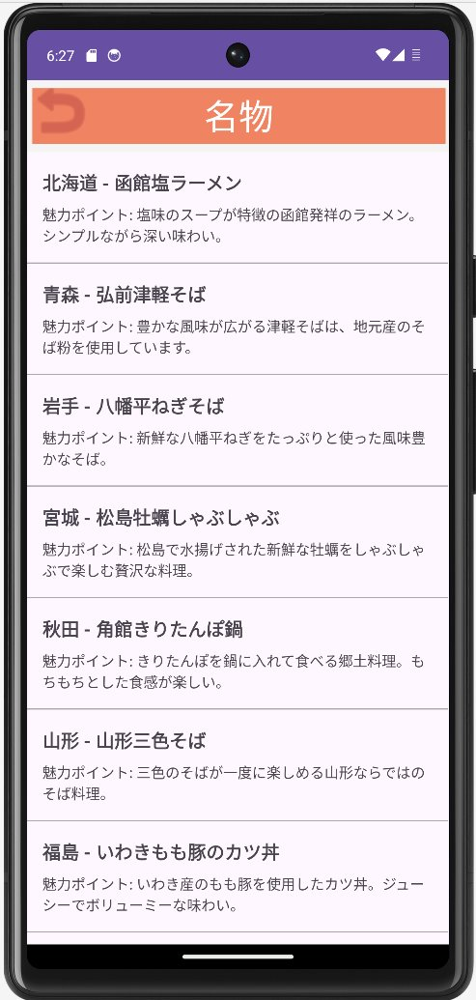 6:27
名物
北海道 - 函館塩ラーメン
魅力ポイント: 塩味のスープが特徴の函館発祥のラーメン。
シンプルながら深い味わい。
青森 - 弘前津軽そば
魅力ポイント: 豊かな風味が広がる津軽そばは、地元産のそ
ば粉を使用しています。
岩手 - 八幡平ねぎそば
魅力ポイント: 新鮮な八幡平ねぎをたっぷりと使った風味豊
かなそば。
宮城 - 松島牡蠣しゃぶしゃぶ
魅力ポイント: 松島で水揚げされた新鮮な牡蠣をしゃぶしゃ
ぶで楽しむ贅沢な料理。
秋田 - 角館きりたんぽ鍋
魅力ポイント: きりたんぽを鍋に入れて食べる郷土料理。も
ちもちとした食感が楽しい。
山形 - 山形三色そば
魅力ポイント: 三色のそばが一度に楽しめる山形ならではの
そば料理。
福島 - いわきもも豚のカツ丼
魅力ポイント: いわき産のもも豚を使用したカツ丼。ジュー
シーでボリューミーな味わい。